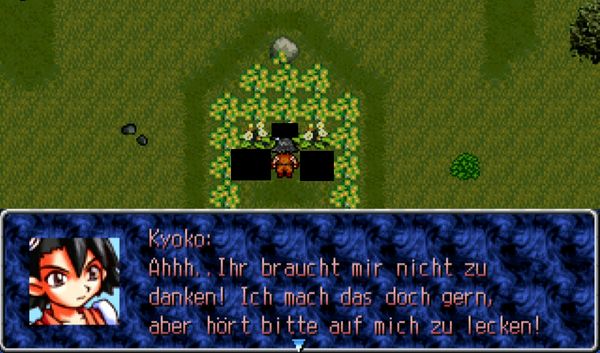 Kyoko:
Ahhh..Ihr braucht mir nicht zu
danken! Ich mach das doch gern,
aber hört bitte auf mich zu lecken!